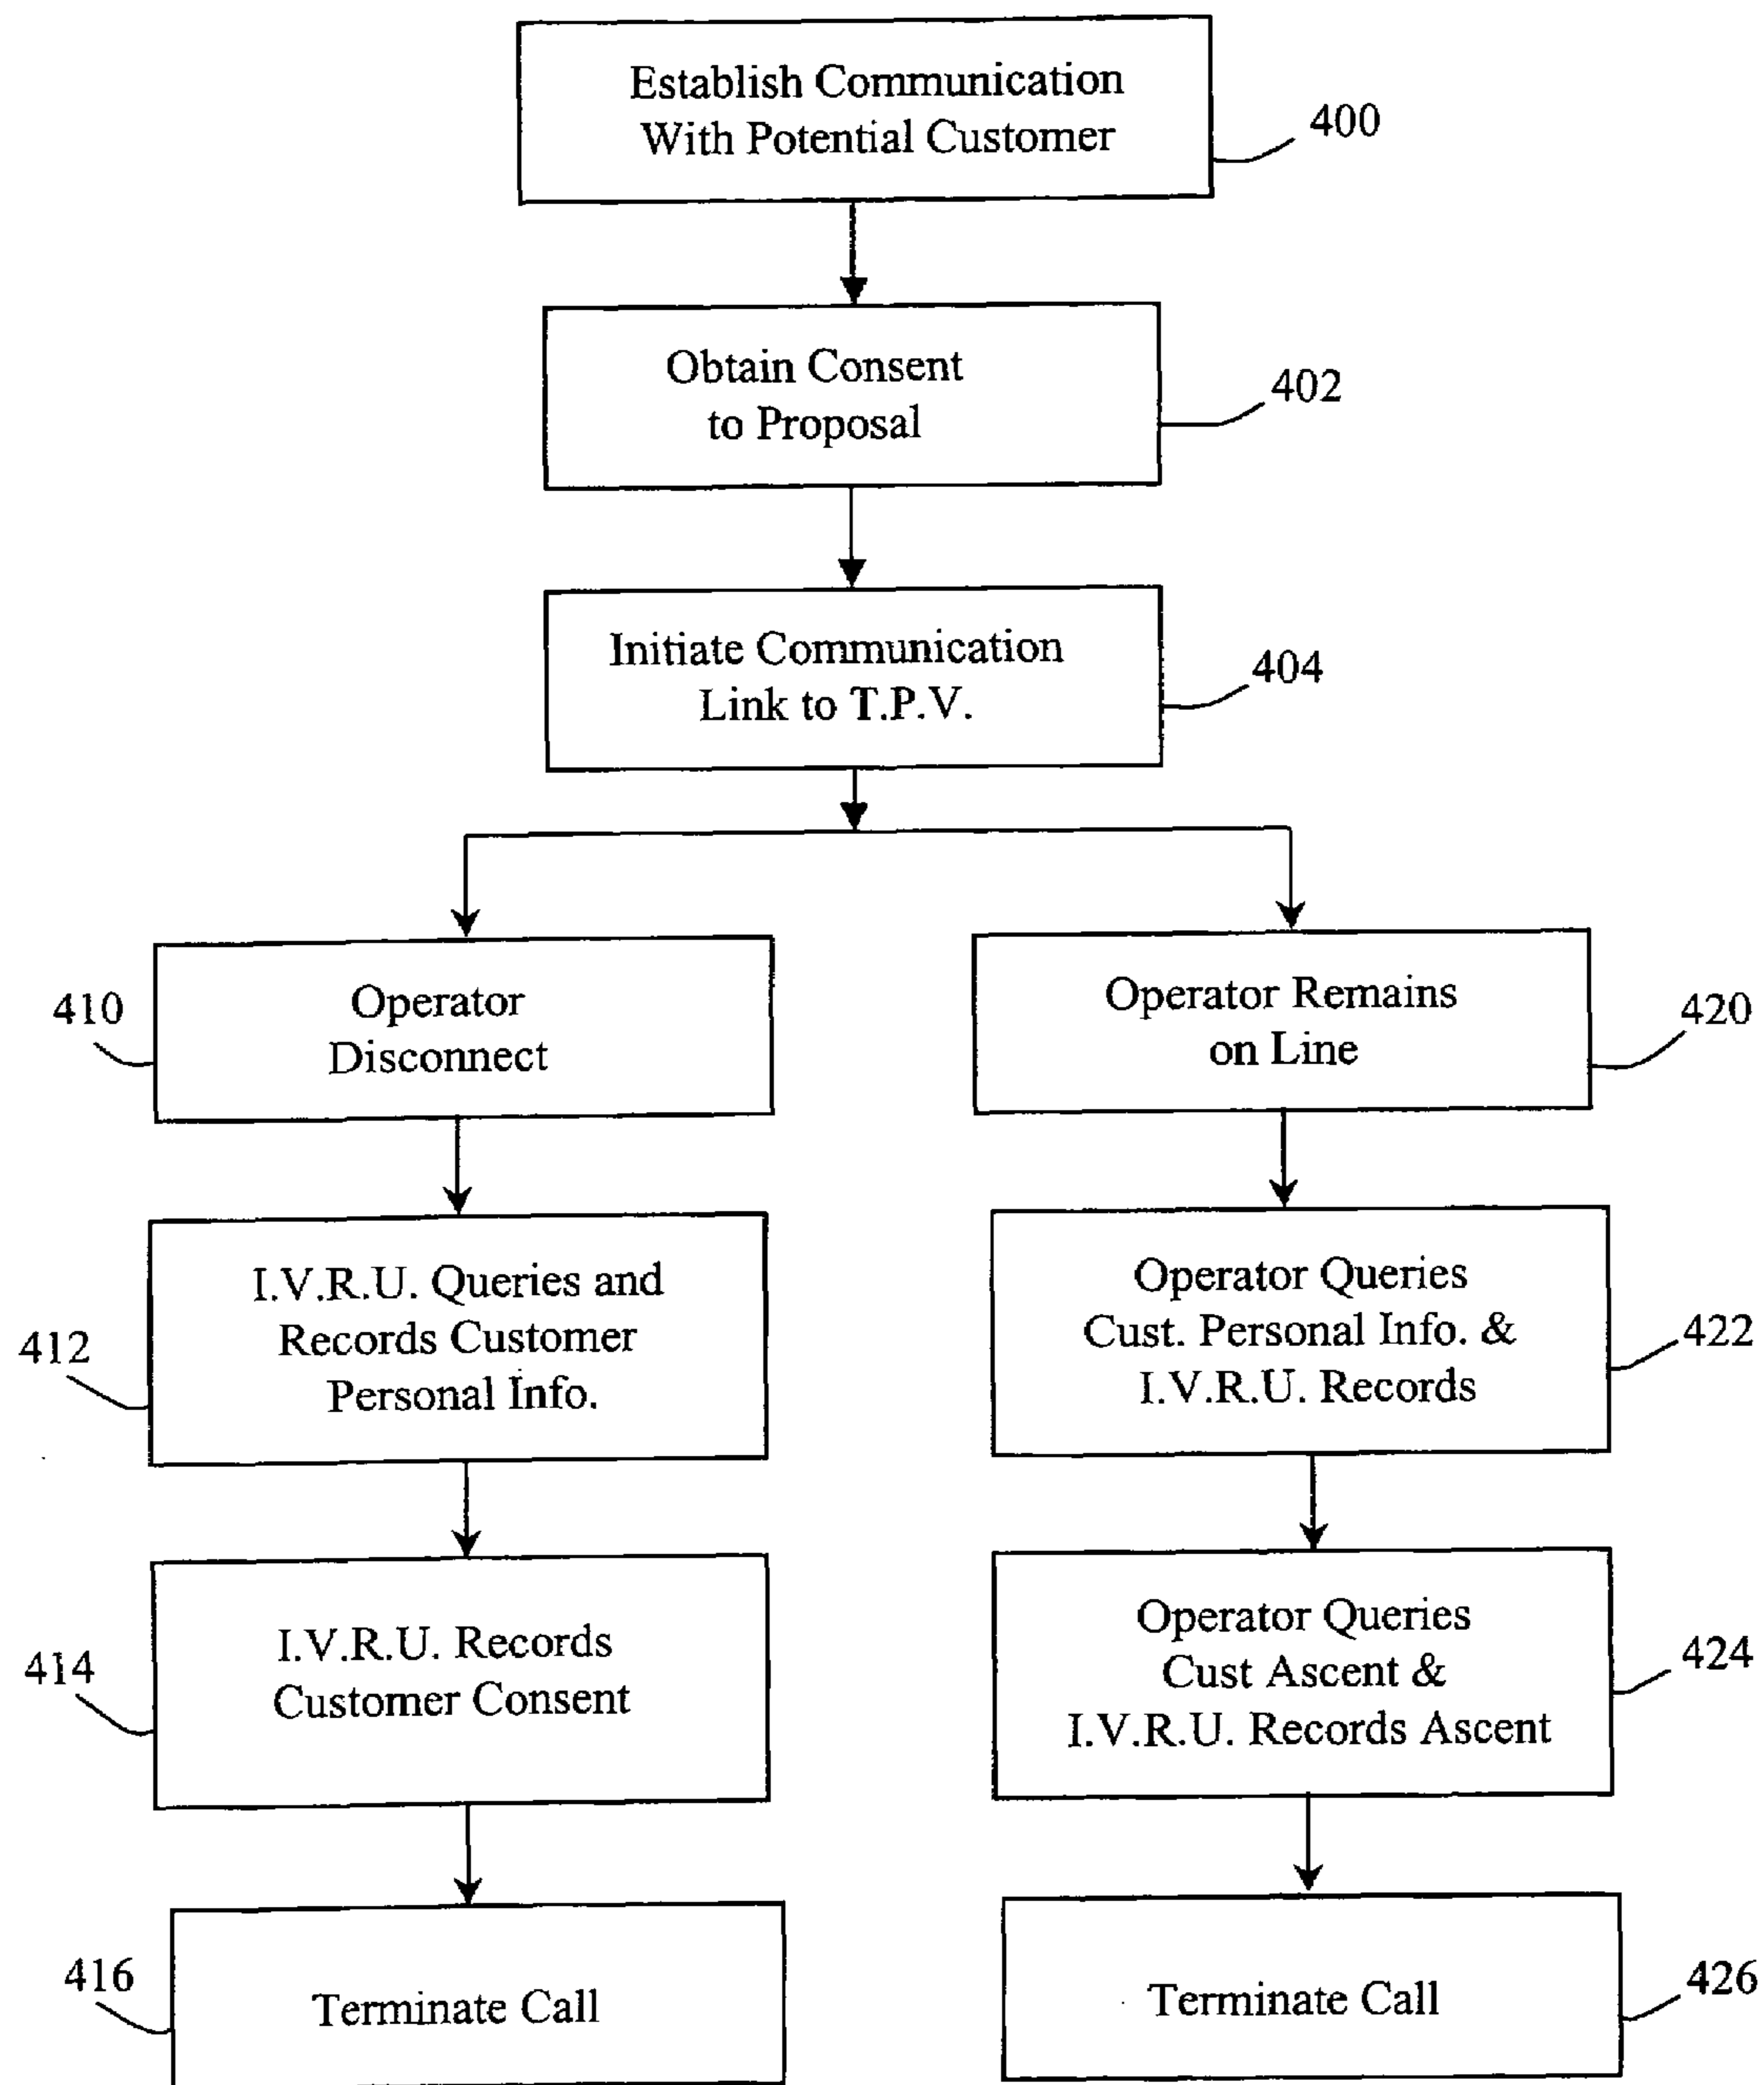 Establish Communication
With Potential Customer
400
Obtain Consent
to Proposal
402
Initiate Communication
Link to T.P.V.
404
410
Operator
Disconnect
Operator Remains
on Line
420
412
I.V.R.U. Queries and
Records Customer
Personal Info.
Operator Queries
Cust. Personal Info. &
I.V.R.U. Records
422
414
I.V.R.U. Records
Customer Consent
Operator Queries
Cust Ascent &
I.V.R.U. Records Ascent
424
416
Terminate Call
Terminate Call
426